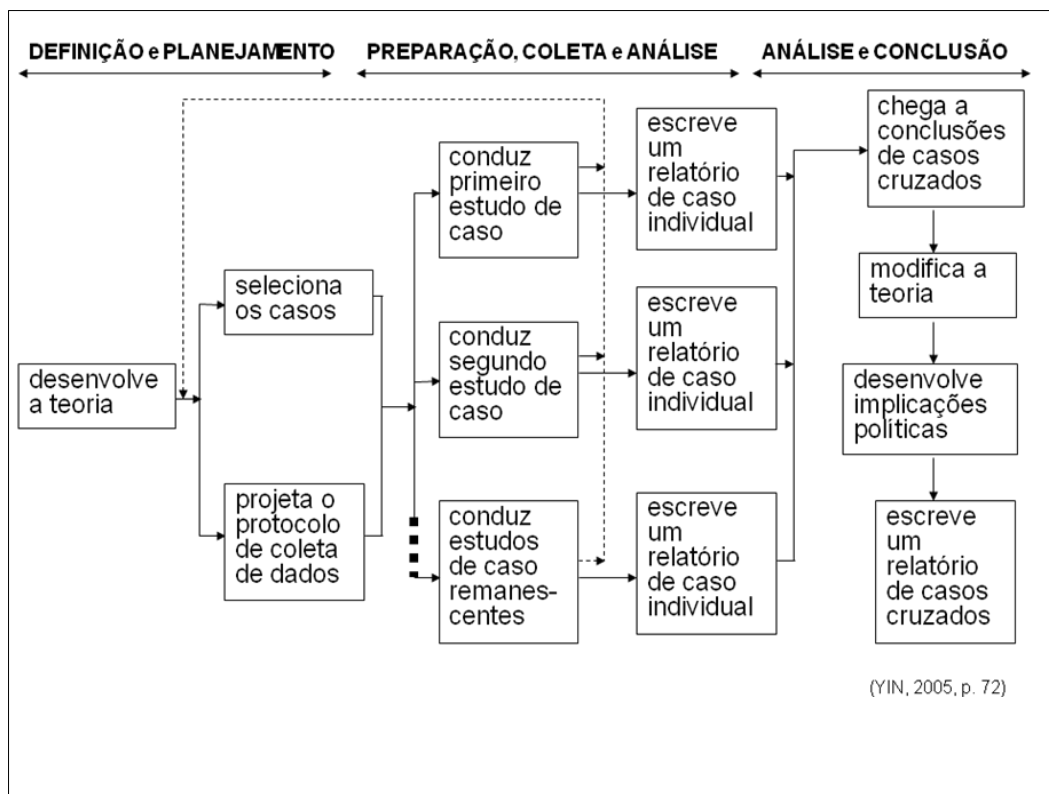 DEFINIÇÃO e PLANEJAMENTO
PREPARAÇÃO, COLETA e ANÁLISE
ANÁLISE e CONCLUSÃO
desenvolve
a teoria
seleciona
os casos
projeta o
protocolo
de coleta
de dados
conduz
primeiro
estudo de
caso
conduz
segundo
estudo de
caso
conduz
estudos
de caso
remanes-
centes
escreve
um
relatório
de caso
individual
escreve
um
relatório
de caso
individual
escreve
um
relatório
de caso
individual
chega a
conclusões
de casos
cruzados
modifica a
teoria
desenvolve
implicações
políticas
escreve
um
relatório
de casos
cruzados
(YIN, 2005, p. 72)